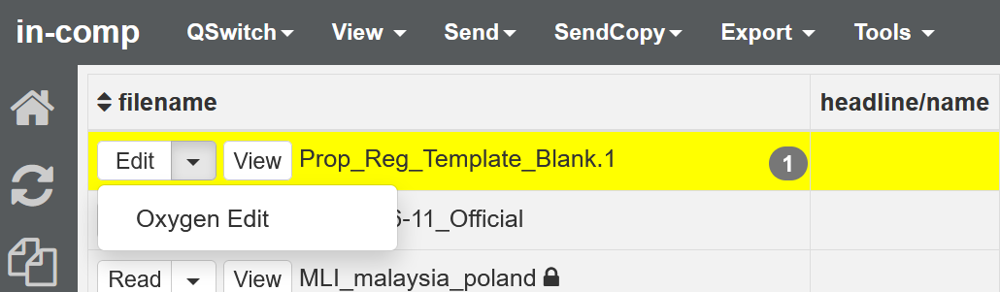 in-comp QSwitch View Send SendCopy Export Tools
filename headline/name
Edit View Prop_Reg_Template_Blank.1 1
Oxygen Edit 6-11_Official
Read View MLI_malaysia_poland